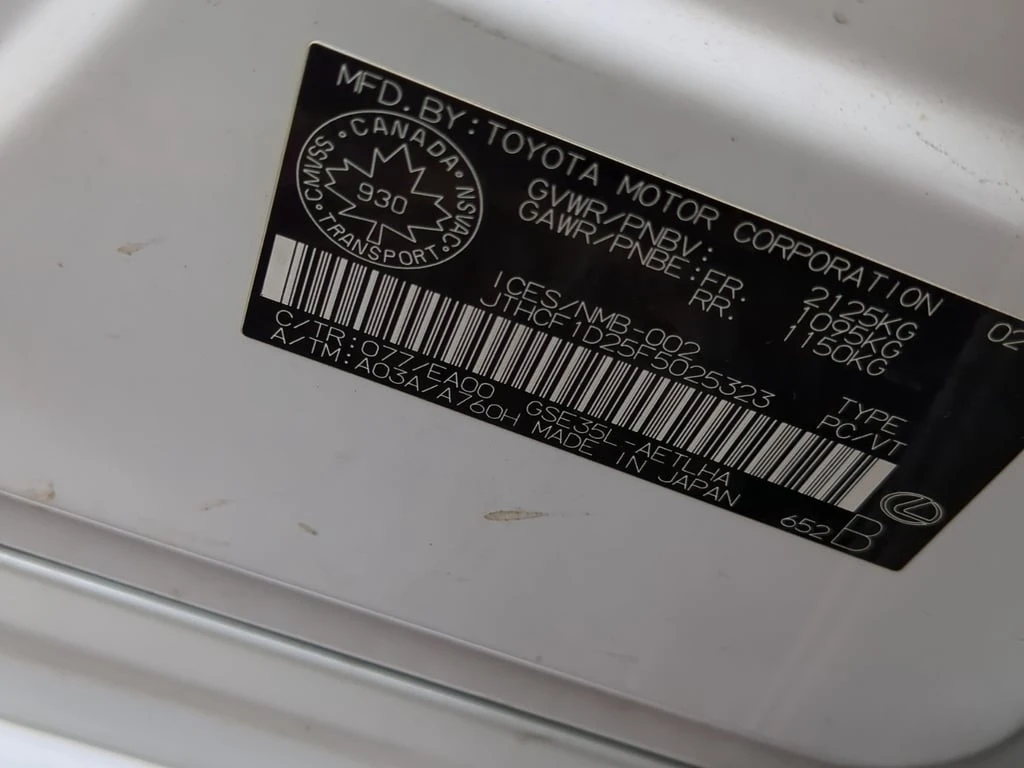 MFD. BY: TOYOTA MOTOR CORPORATION 02
CANADA
CMVSS · NSVAC
930
TRANSPORT
GVWR/PNBV: 2125KG
GAWR/PNBE: FR. 1095KG
RR. 1150KG
ICES/NMB-002
JTHCF1D25F5025323
TYPE
PC/VT
C/TR: 077/EA00 GSE35L-AETLHA
A/TM: A03A/A760H MADE IN JAPAN
652 B